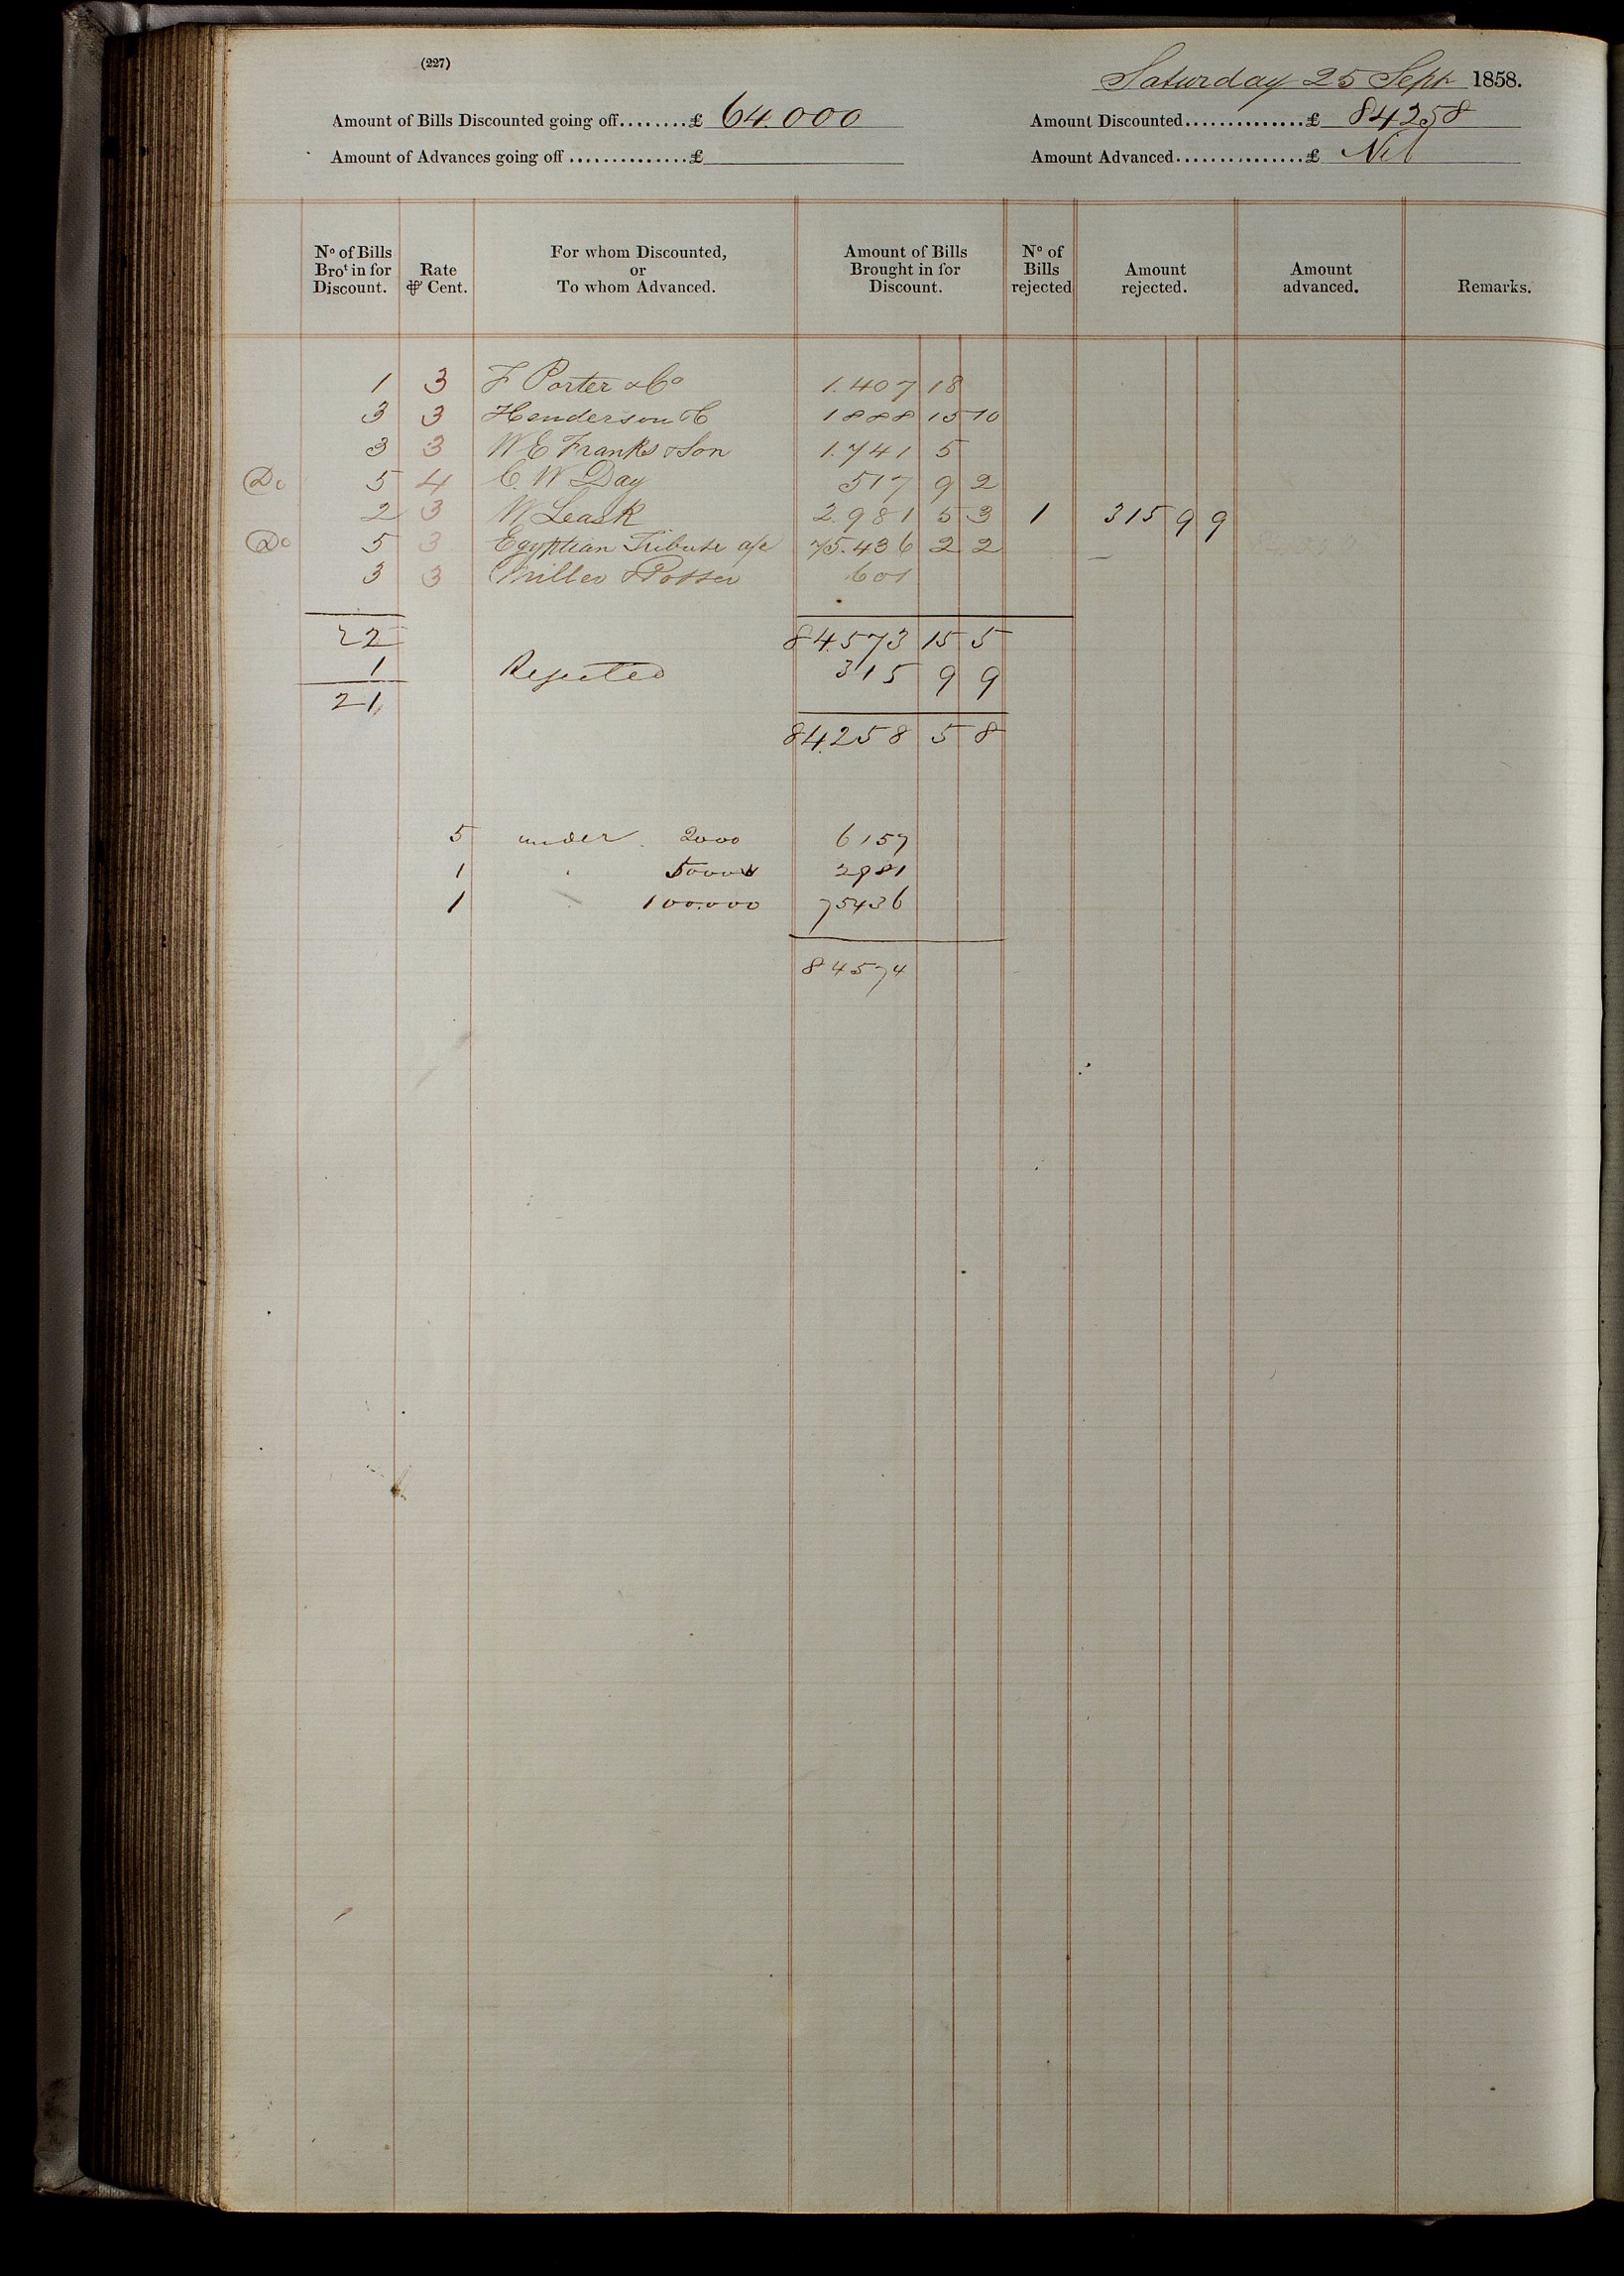 (227)
Saturday 25 Sept 1858.
Amount of Bills Discounted going off........£ 64.000
Amount Discounted..............£ 84258
Amount of Advances going off ..............£
Amount Advanced...............£ Nil
No of Bills Brot in for Discount.
Rate ⅌ Cent.
For whom Discounted, or To whom Advanced.
Amount of Bills Brought in for Discount.
No of Bills rejected
Amount rejected.
Amount advanced.
Remarks.
1 3 F Porter & Co 1.407 18
3 3 Henderson & C 1888 15 10
3 3 W E Franks & Son 1.741 5
Do 5 4 C. W Day 517 9 2
2 3 W Leask 2.981 5 3 1 315 9 9
Do 5 3 Egyptian Tribute a/c 75.436 2 2 —
3 3 Miller & Potter 601
22 84.573 15 5
1 Rejected 315 9 9
21 84.258 5 8
5 under 2000 6157
1 " 5000 2981
1 " 100.000 75436
84574